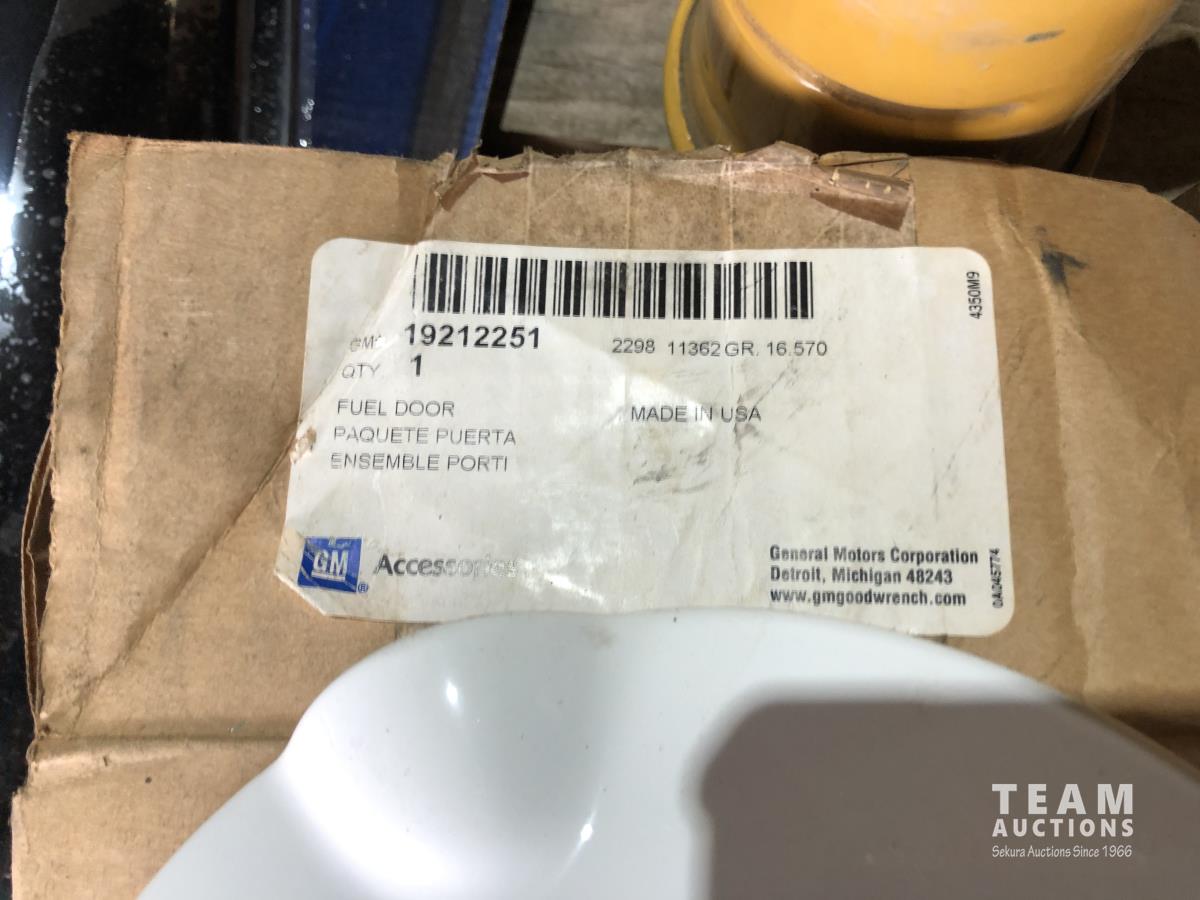 4350M9
GM# 19212251
2298 11362 GR. 16.570
QTY. 1
FUEL DOOR
MADE IN USA
PAQUETE PUERTA
ENSEMBLE PORTI
GM ®
Accessories
General Motors Corporation
Detroit, Michigan 48243
www.gmgoodwrench.com
TEAM
AUCTIONS
Sekura Auctions Since 1966